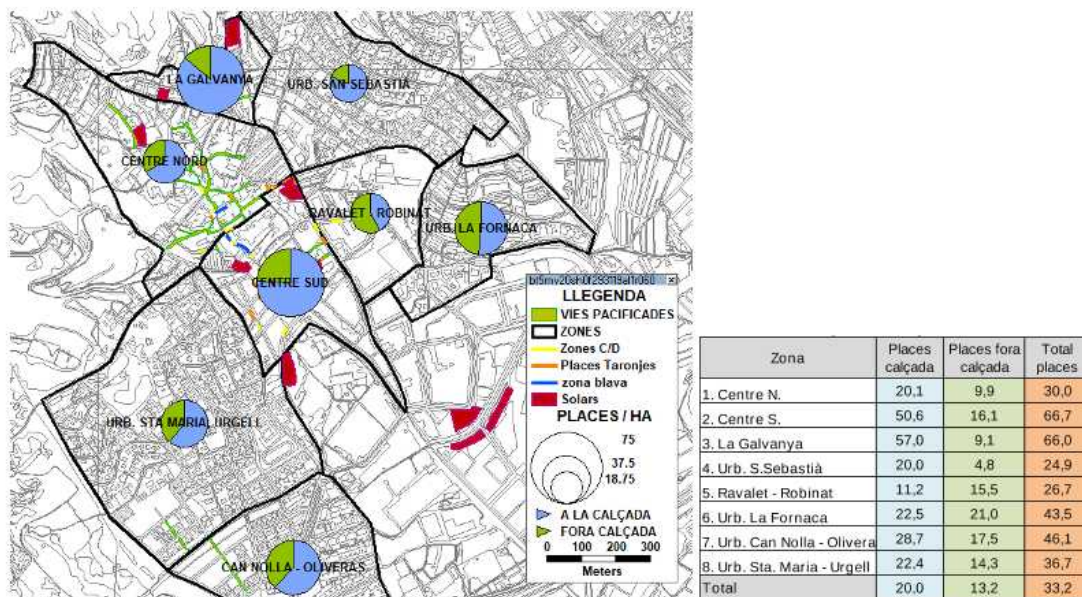 LA GALVANYA
URB. SAN SEBASTIÀ
CENTRE NORD
RAVALET - ROBINAT
URB. LA FORNACA
CENTRE SUD
URB. STA MARIA, URGELL
CAN NOLLA - OLIVERAS
LLEGENDA
VIES PACIFICADES
ZONES
Zones C/D
Places Taronjes
zona blava
Solars
PLACES / HA
75
37.5
18.75
A LA CALÇADA
FORA CALÇADA
0 100 200 300
Meters
Zona Places calçada Places fora calçada Total places
1. Centre N. 20,1 9,9 30,0
2. Centre S. 50,6 16,1 66,7
3. La Galvanya 57,0 9,1 66,0
4. Urb. S.Sebastià 20,0 4,8 24,9
5. Ravalet - Robinat 11,2 15,5 26,7
6. Urb. La Fornaca 22,5 21,0 43,5
7. Urb. Can Nolla - Olivera 28,7 17,5 46,1
8. Urb. Sta. Maria - Urgell 22,4 14,3 36,7
Total 20,0 13,2 33,2